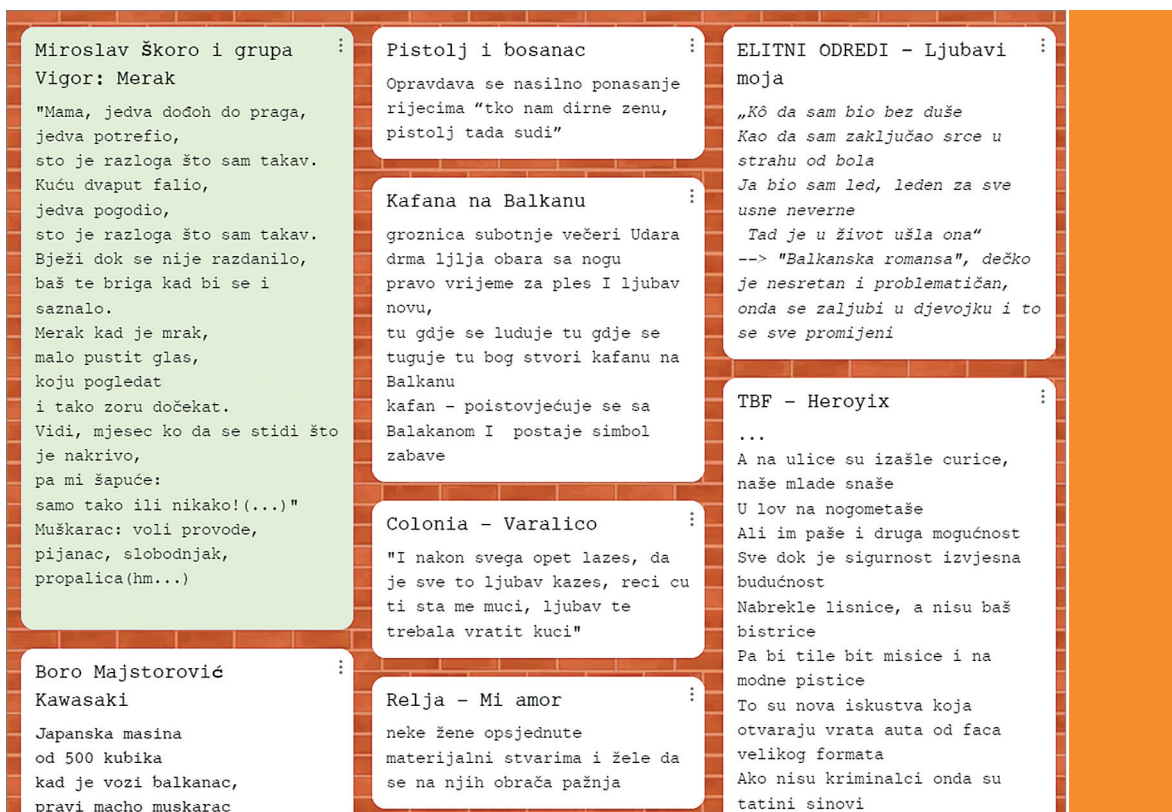 Miroslav Škoro i grupa
Vigor: Merak
"Mama, jedva dođoh do praga,
jedva potrefio,
sto je razloga što sam takav.
Kuću dvaput falio,
jedva pogodio,
sto je razloga što sam takav.
Bježi dok se nije razdanilo,
baš te briga kad bi se i
saznalo.
Merak kad je mrak,
malo pustit glas,
koju pogledat
i tako zoru dočekat.
Vidi, mjesec ko da se stidi što
je nakrivo,
pa mi šapuće:
samo tako ili nikako!(...)"
Muškarac: voli provode,
pijanac, slobodnjak,
propalica(hm...)
Boro Majstorović
Kawasaki
Japanska masina
od 500 kubika
kad je vozi balkanac,
pravi macho muskarac
Pistolj i bosanac
Opravdava se nasilno ponasanje
rijecima “tko nam dirne zenu,
pistolj tada sudi”
Kafana na Balkanu
groznica subotnje večeri Udara
drma ljlja obara sa nogu
pravo vrijeme za ples I ljubav
novu,
tu gdje se luduje tu gdje se
tuguje tu bog stvori kafanu na
Balkanu
kafan – poistovjećuje se sa
Balakanom I  postaje simbol
zabave
Colonia – Varalico
"I nakon svega opet lazes, da
je sve to ljubav kazes, reci cu
ti sta me muci, ljubav te
trebala vratit kuci"
Relja – Mi amor
neke žene opsjednute
materijalni stvarima i žele da
se na njih obrača pažnja
ELITNI ODREDI – Ljubavi
moja
„Kô da sam bio bez duše
Kao da sam zaključao srce u
strahu od bola
Ja bio sam led, leden za sve
usne neverne
Tad je u život ušla ona“
--> "Balkanska romansa", dečko
je nesretan i problematičan,
onda se zaljubi u djevojku i to
se sve promijeni
TBF – Heroyix
...
A na ulice su izašle curice,
naše mlade snaše
U lov na nogometaše
Ali im paše i druga mogućnost
Sve dok je sigurnost izvjesna
budućnost
Nabrekle lisnice, a nisu baš
bistrice
Pa bi tile bit misice i na
modne pistice
To su nova iskustva koja
otvaraju vrata auta od faca
velikog formata
Ako nisu kriminalci onda su
tatini sinovi